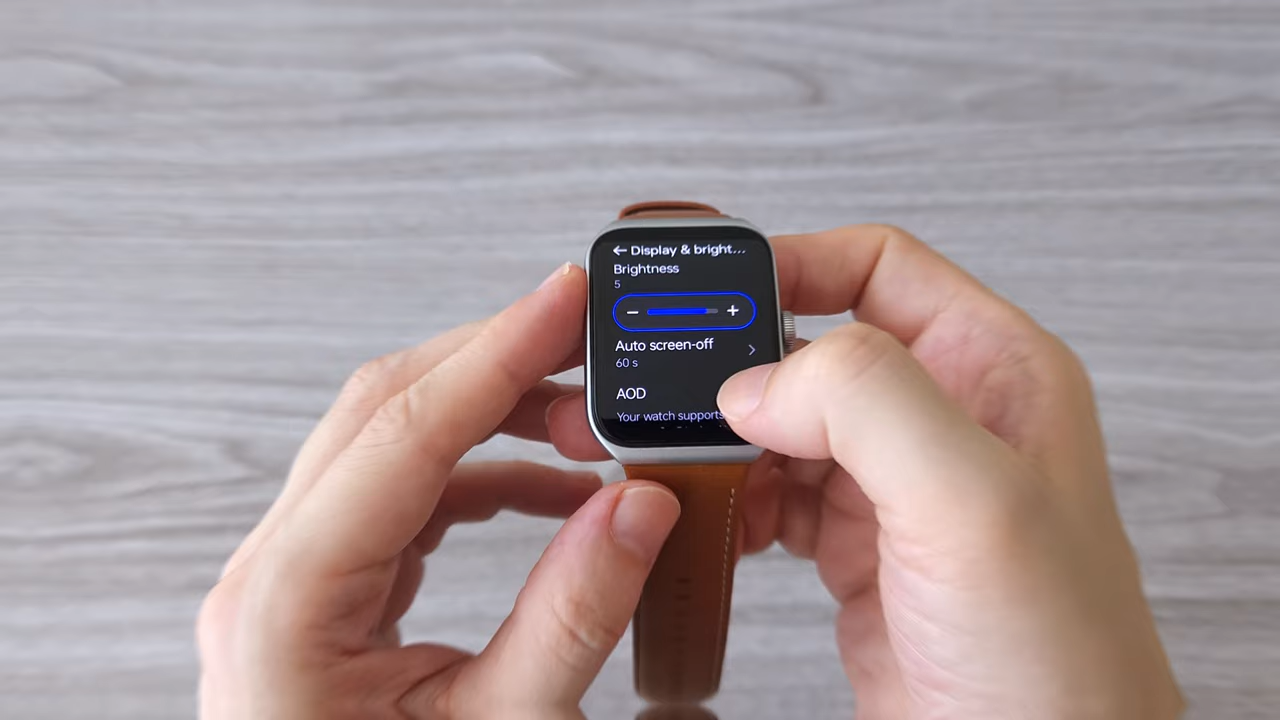 ← Display & bright...
Brightness
5
− +
Auto screen-off >
60 s
AOD
Your watch supports